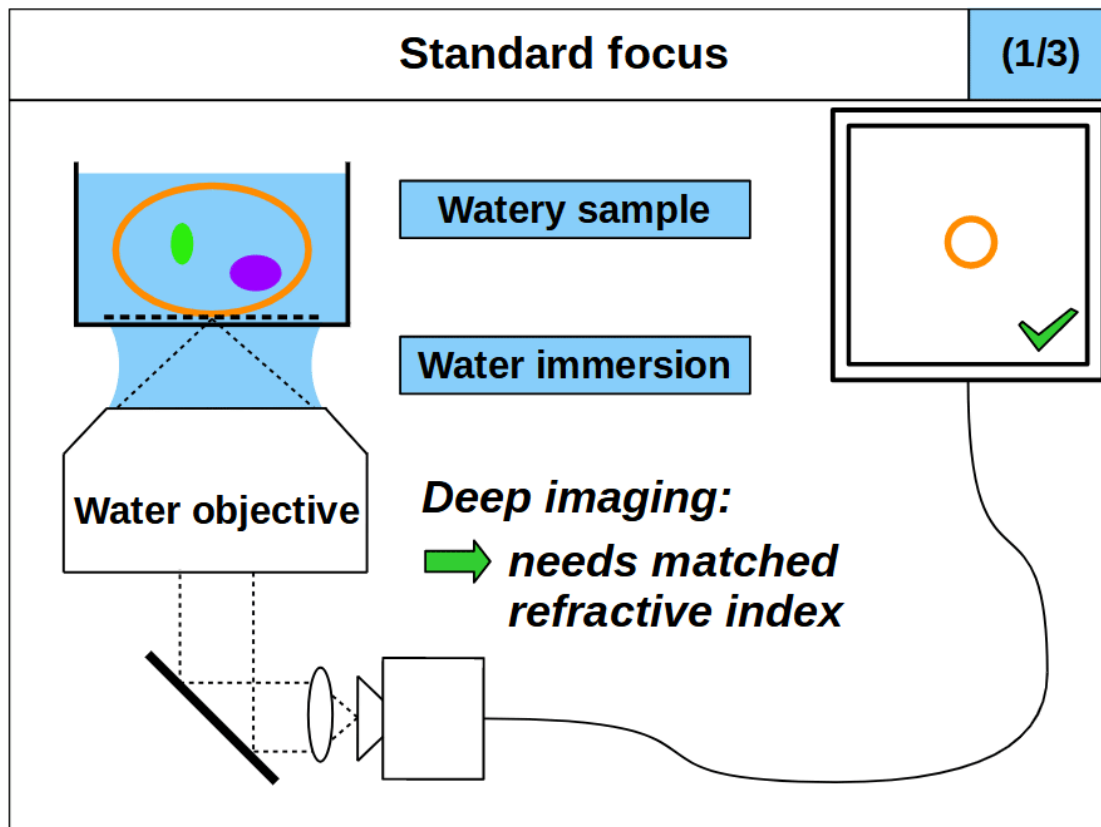 Standard focus
(1/3)
Watery sample
Water immersion
Water objective
Deep imaging:
needs matched
refractive index